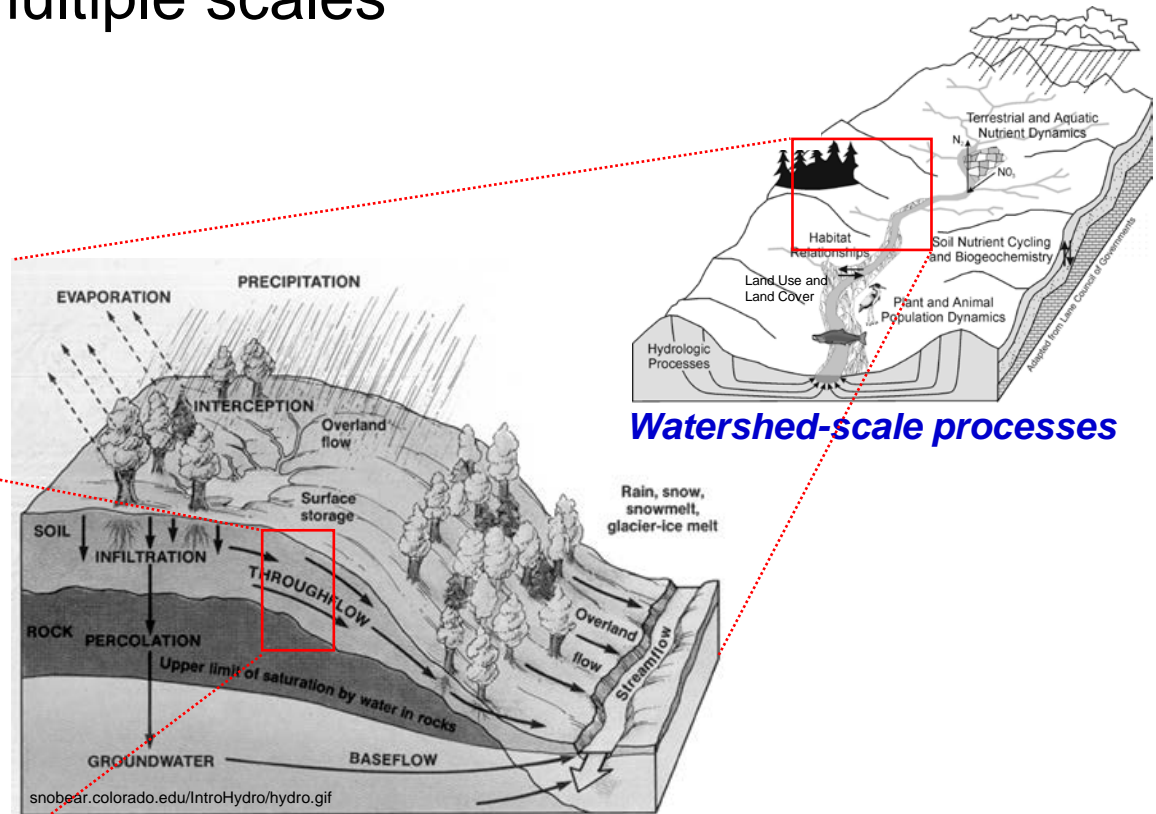 multiple scales
Terrestrial and Aquatic
Nutrient Dynamics
N2
NO3
Habitat
Relationships
Soil Nutrient Cycling
and Biogeochemistry
Land Use and
Land Cover
Plant and Animal
Population Dynamics
Hydrologic
Processes
Adapted from Lane Council of Governments
Watershed-scale processes
PRECIPITATION
EVAPORATION
INTERCEPTION
Overland
flow
Surface
storage
Rain, snow,
snowmelt,
glacier-ice melt
SOIL
INFILTRATION
THROUGHFLOW
Overland
flow
Streamflow
ROCK
PERCOLATION
Upper limit of saturation by water in rocks
GROUNDWATER
BASEFLOW
snobear.colorado.edu/IntroHydro/hydro.gif